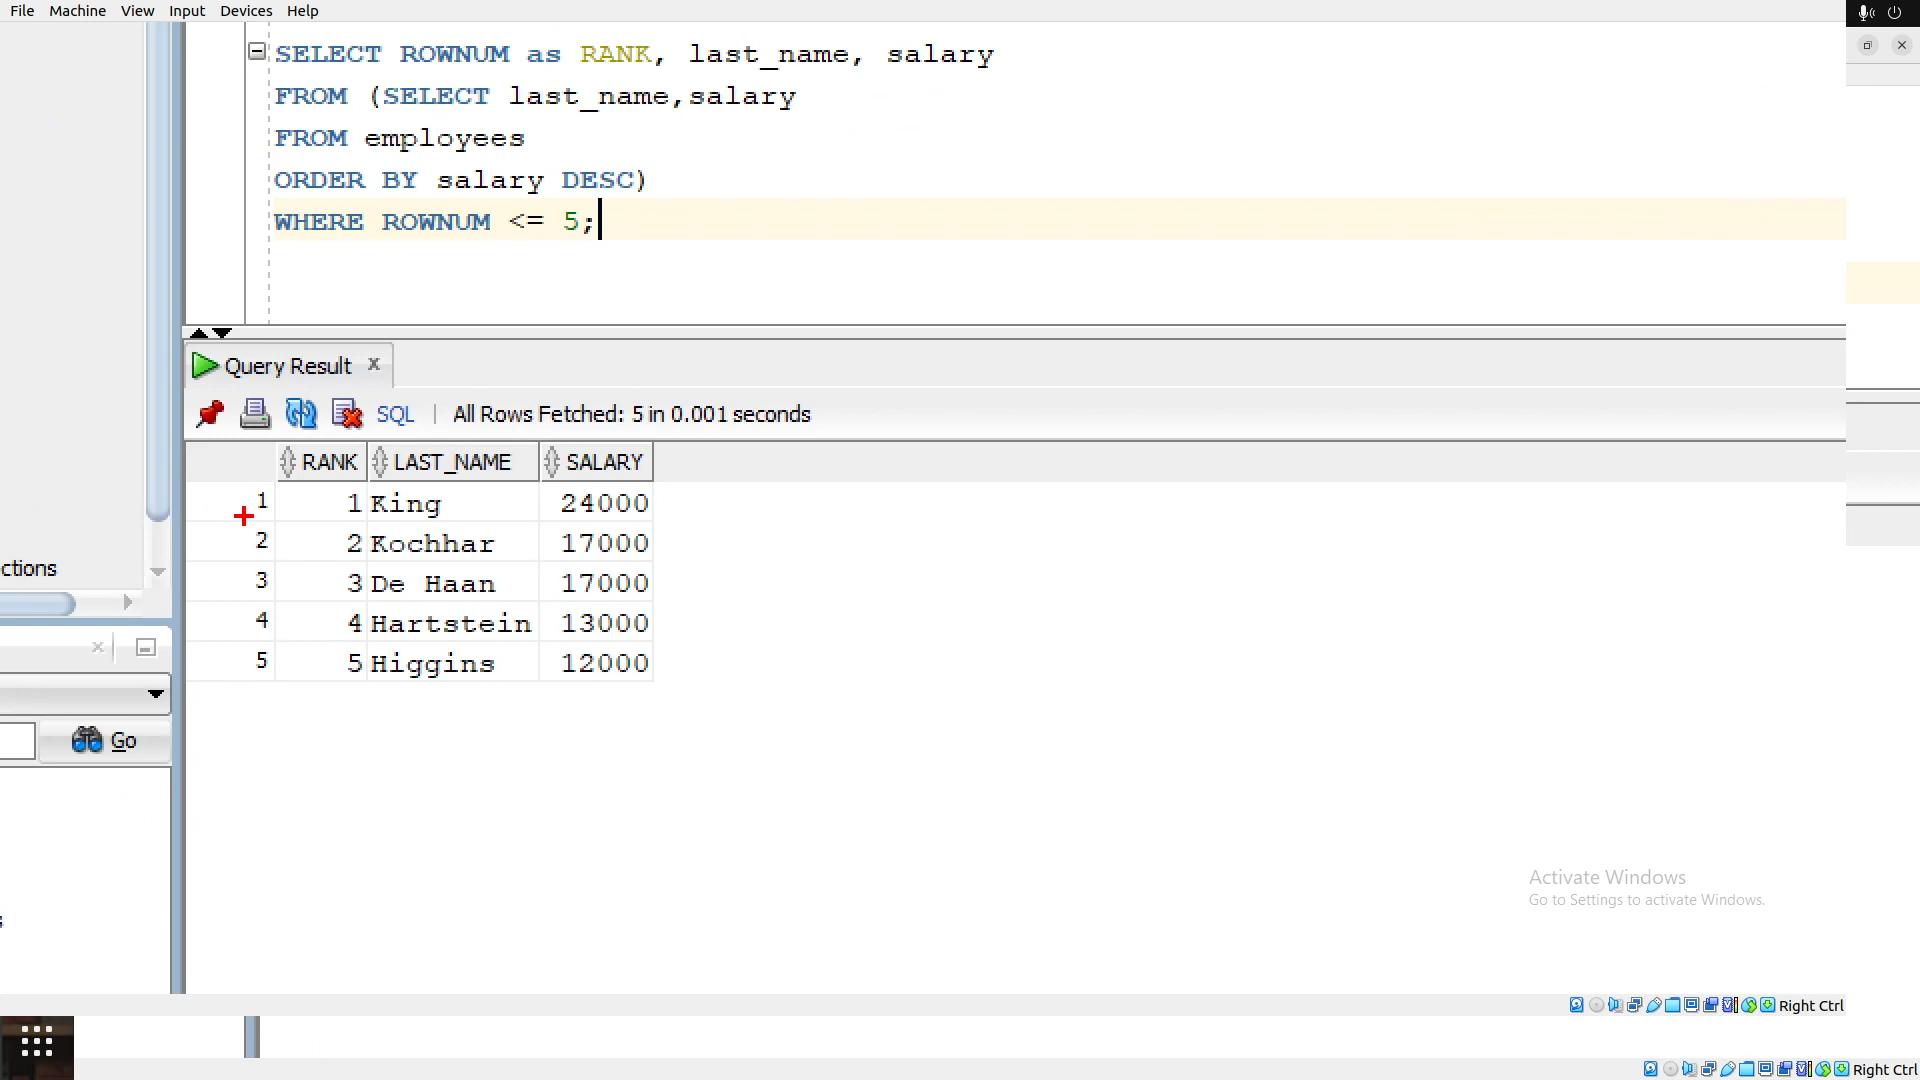 File Machine View Input Devices Help
SELECT ROWNUM as RANK, last_name, salary
FROM (SELECT last_name,salary
FROM employees
ORDER BY salary DESC)
WHERE ROWNUM <= 5;
Query Result
SQL | All Rows Fetched: 5 in 0.001 seconds
RANK LAST_NAME SALARY
1 1 King 24000
2 2 Kochhar 17000
3 3 De Haan 17000
4 4 Hartstein 13000
5 5 Higgins 12000
ctions
Go
Activate Windows
Go to Settings to activate Windows.
Right Ctrl
Right Ctrl